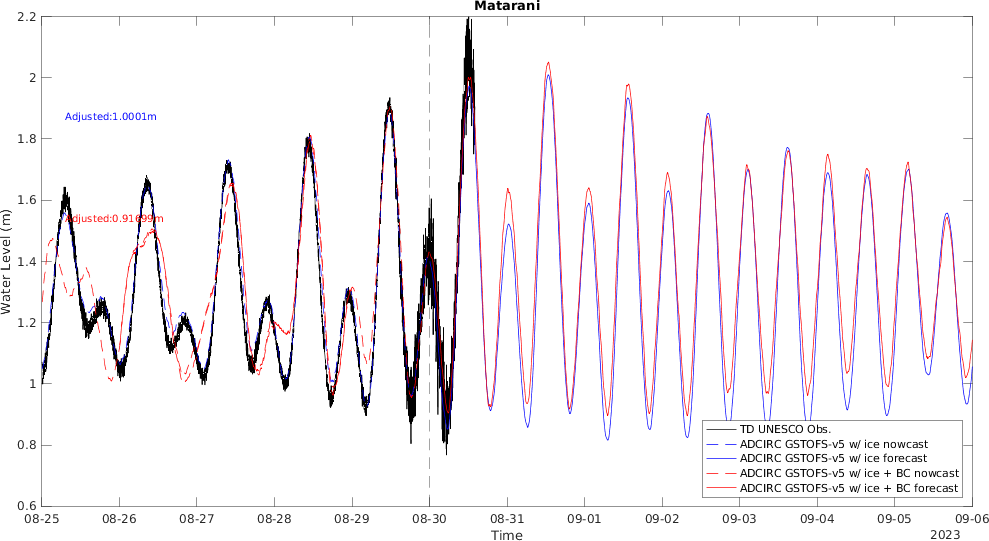 Matarani
2.2
2
1.8
1.6
1.4
1.2
1
0.8
0.6
Water Level (m)
Adjusted:1.0001m
Adjusted:0.91699m
TD UNESCO Obs.
ADCIRC GSTOFS-v5 w/ ice nowcast
ADCIRC GSTOFS-v5 w/ ice forecast
ADCIRC GSTOFS-v5 w/ ice + BC nowcast
ADCIRC GSTOFS-v5 w/ ice + BC forecast
08-25 08-26 08-27 08-28 08-29 08-30 08-31 09-01 09-02 09-03 09-04 09-05 09-06
Time
2023